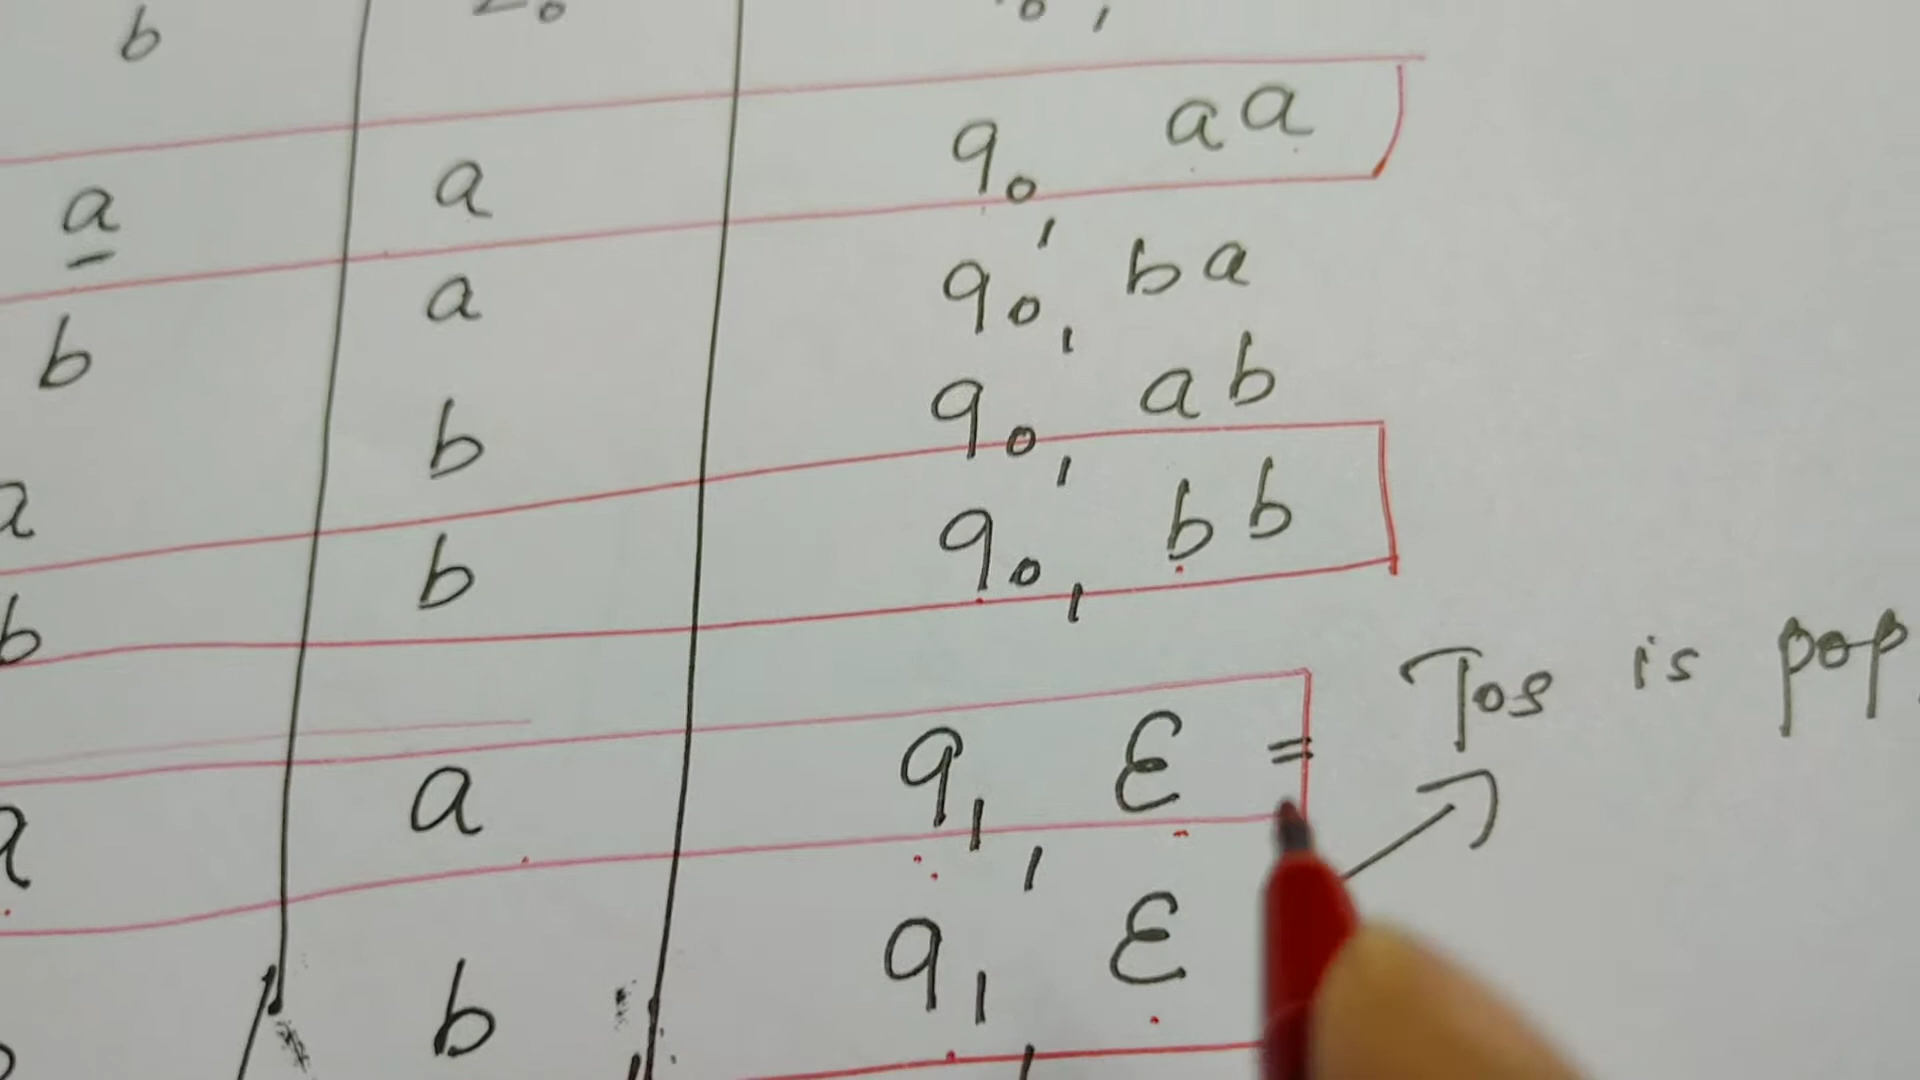 b
a a q₀, aa
b a q₀, ba
a b q₀, ab
b b q₀, bb
a a q₁, ε = Tos is pop
b q₁, ε